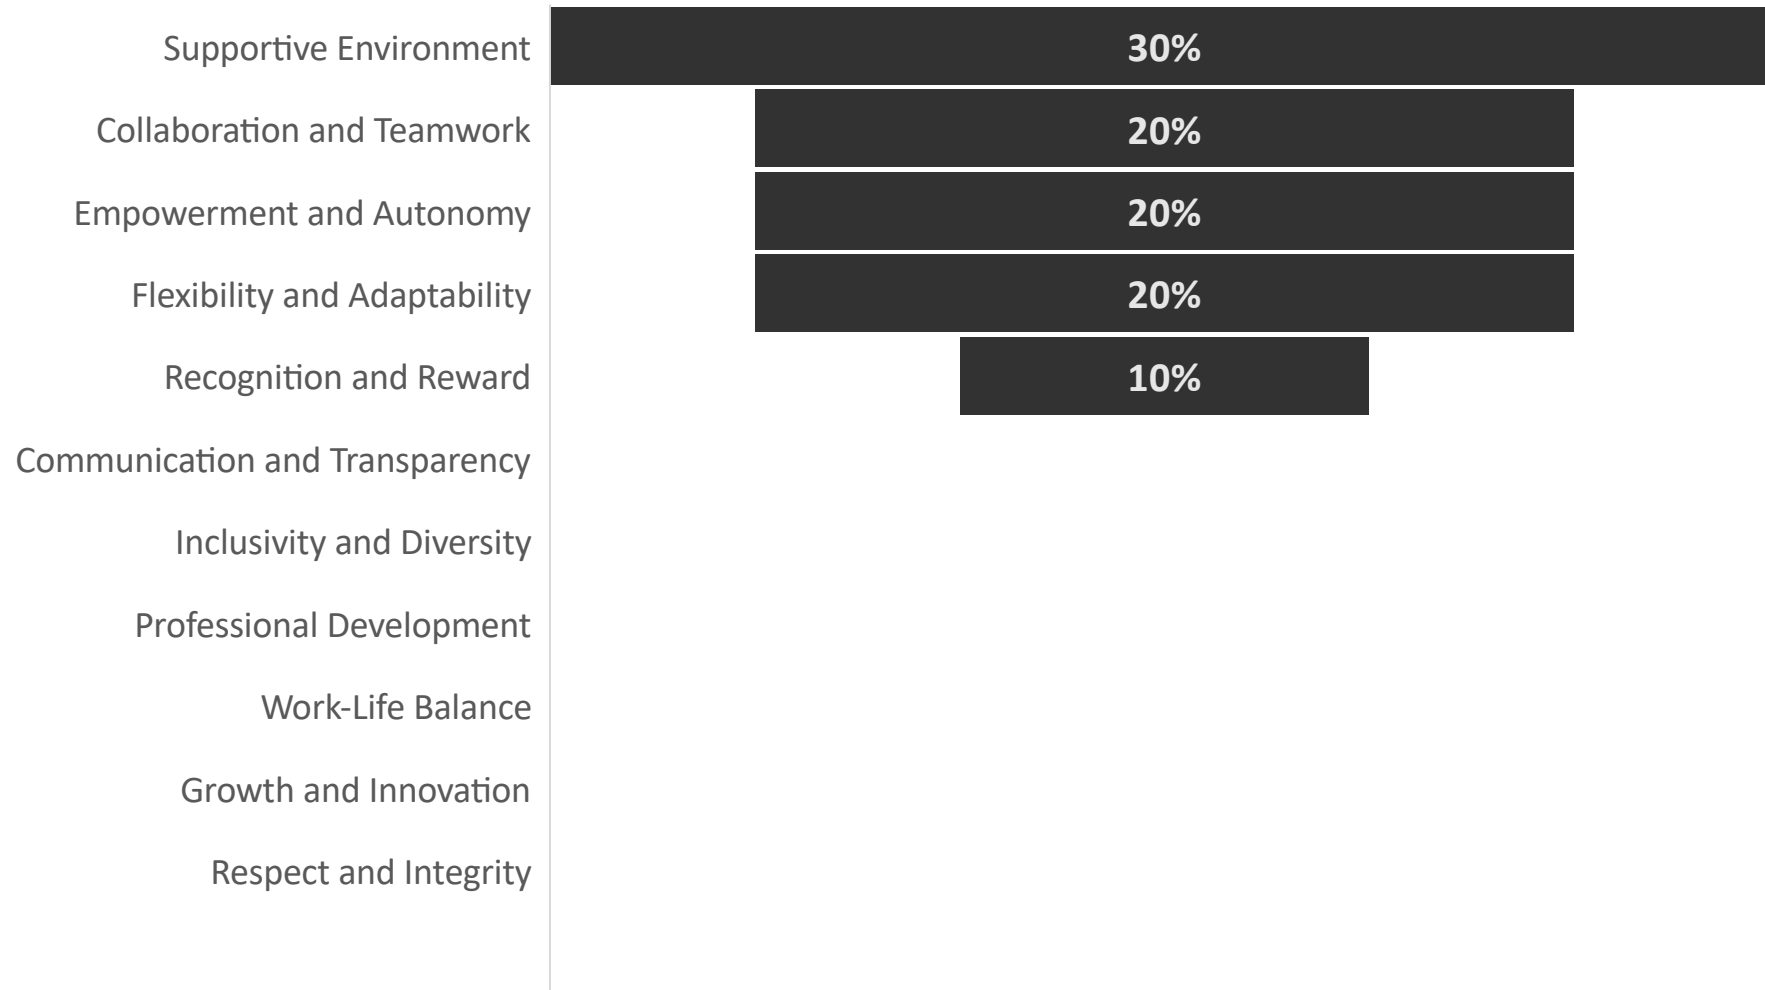 Supportive Environment 30%
Collaboration and Teamwork 20%
Empowerment and Autonomy 20%
Flexibility and Adaptability 20%
Recognition and Reward 10%
Communication and Transparency
Inclusivity and Diversity
Professional Development
Work-Life Balance
Growth and Innovation
Respect and Integrity